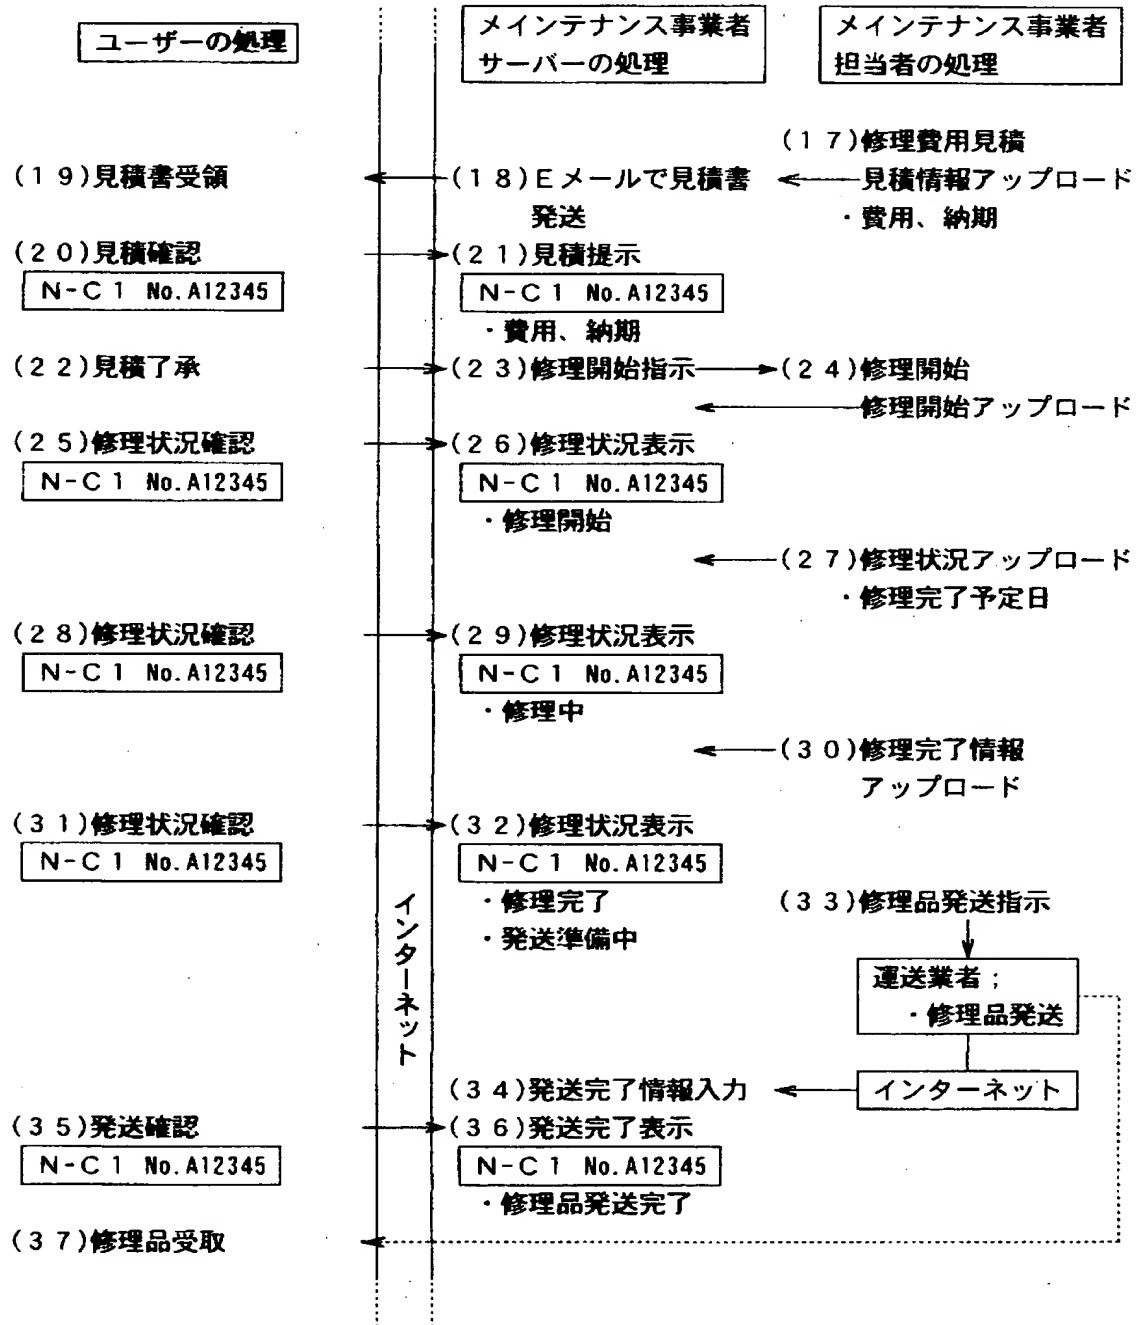 ユーザーの処理
メインテナンス事業者
サーバーの処理
メインテナンス事業者
担当者の処理
(17)修理費用見積
(19)見積書受領
(18)Eメールで見積書
発送
見積情報アップロード
・費用、納期
(20)見積確認
N-C1 No.A12345
(21)見積提示
N-C1 No.A12345
・費用、納期
(22)見積了承
(23)修理開始指示
(24)修理開始
修理開始アップロード
(25)修理状況確認
N-C1 No.A12345
(26)修理状況表示
N-C1 No.A12345
・修理開始
(27)修理状況アップロード
・修理完了予定日
(28)修理状況確認
N-C1 No.A12345
(29)修理状況表示
N-C1 No.A12345
・修理中
(30)修理完了情報
アップロード
(31)修理状況確認
N-C1 No.A12345
(32)修理状況表示
N-C1 No.A12345
・修理完了
・発送準備中
(33)修理品発送指示
運送業者;
・修理品発送
インターネット
インターネット
(34)発送完了情報入力
(35)発送確認
N-C1 No.A12345
(36)発送完了表示
N-C1 No.A12345
・修理品発送完了
(37)修理品受取